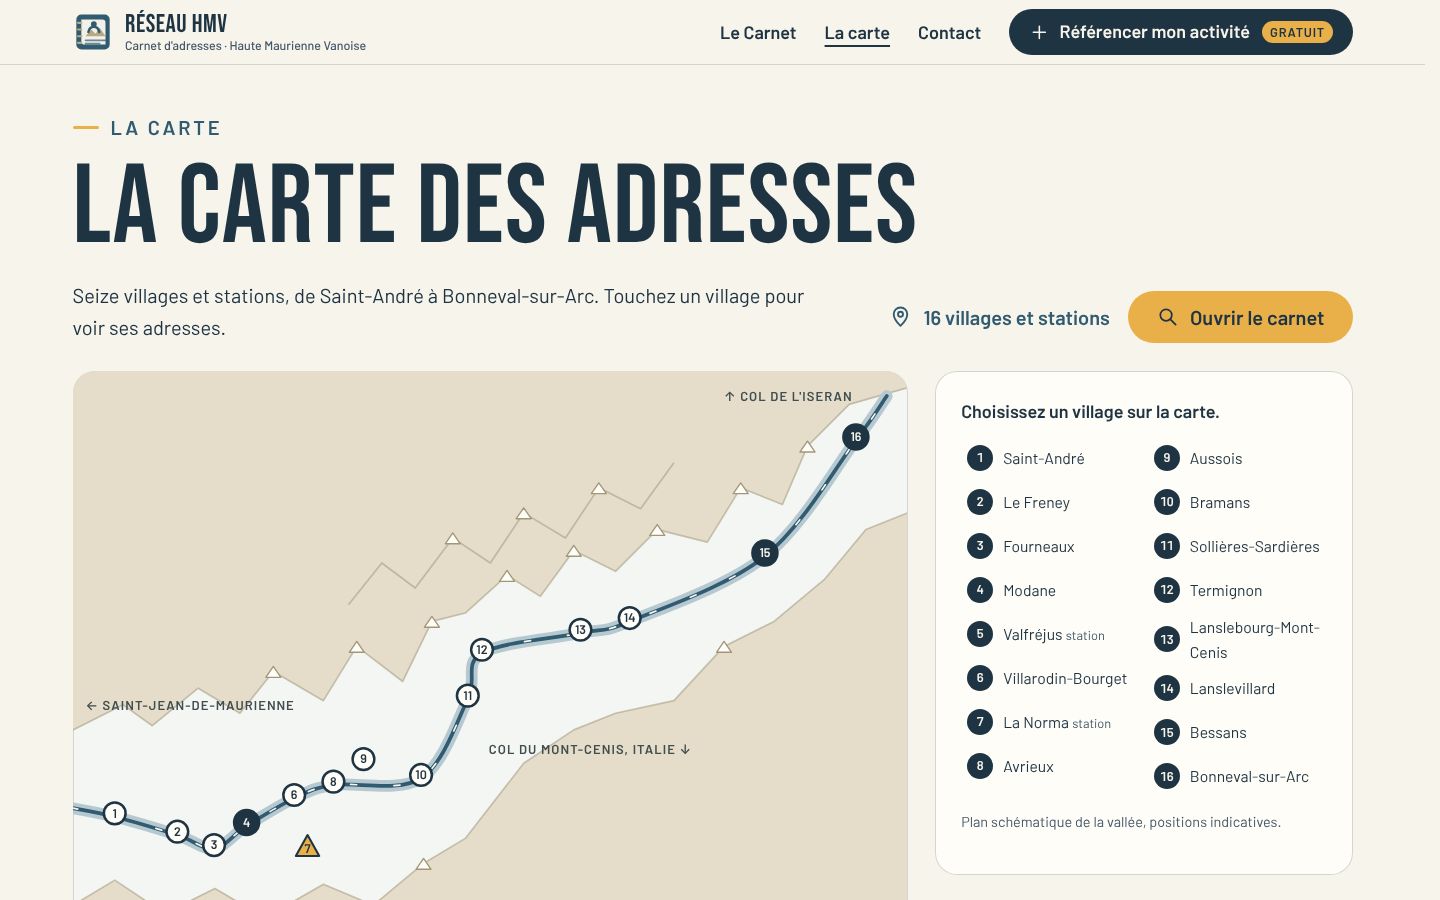 RÉSEAU HMV
Carnet d'adresses · Haute Maurienne Vanoise
Le Carnet
La carte
Contact
Référencer mon activité
GRATUIT
LA CARTE
LA CARTE DES ADRESSES
Seize villages et stations, de Saint-André à Bonneval-sur-Arc. Touchez un village pour
voir ses adresses.
16 villages et stations
Ouvrir le carnet
↑ COL DE L'ISERAN
16
15
14
13
12
11
← SAINT-JEAN-DE-MAURIENNE
COL DU MONT-CENIS, ITALIE ↓
9
10
8
6
1
4
2
3
7
Choisissez un village sur la carte.
1 Saint-André
2 Le Freney
3 Fourneaux
4 Modane
5 Valfréjus station
6 Villarodin-Bourget
7 La Norma station
8 Avrieux
9 Aussois
10 Bramans
11 Sollières-Sardières
12 Termignon
13 Lanslebourg-Mont-
Cenis
14 Lanslevillard
15 Bessans
16 Bonneval-sur-Arc
Plan schématique de la vallée, positions indicatives.